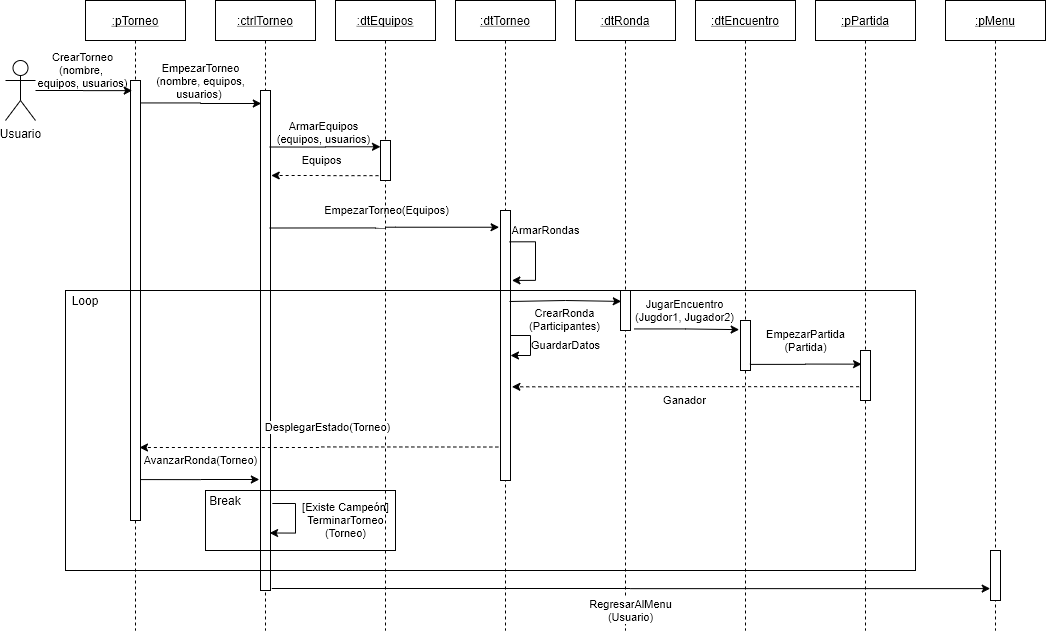 :pTorneo
:ctrlTorneo
:dtEquipos
:dtTorneo
:dtRonda
:dtEncuentro
:pPartida
:pMenu
Usuario
CrearTorneo
(nombre,
equipos, usuarios)
EmpezarTorneo
(nombre, equipos,
usuarios)
ArmarEquipos
(equipos, usuarios)
Equipos
EmpezarTorneo(Equipos)
ArmarRondas
Loop
CrearRonda
(Participantes)
JugarEncuentro
(Jugdor1, Jugador2)
EmpezarPartida
(Partida)
GuardarDatos
Ganador
DesplegarEstado(Torneo)
AvanzarRonda(Torneo)
Break
[Existe Campeón]
TerminarTorneo
(Torneo)
RegresarAlMenu
(Usuario)